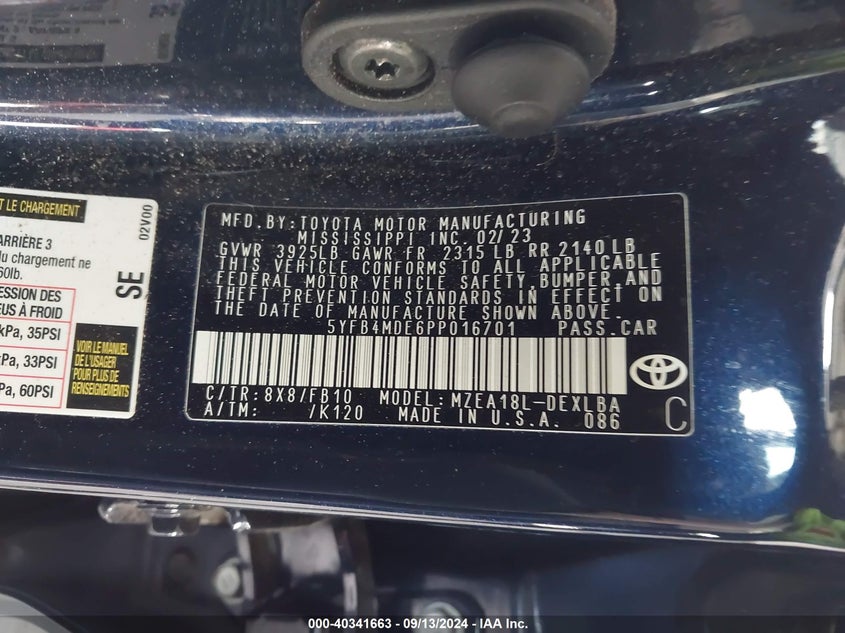 T LE CHARGEMENT
ARRIÈRE 3
du chargement ne
60lb.
ESSION DES
EUS À FROID
kPa, 35PSI
Pa, 33PSI
Pa, 60PSI
VOIR LE MANUEL
DE L'USAGER
POUR PLUS DE
RENSEIGNEMENTS
02V00
SE
MFD. BY: TOYOTA MOTOR MANUFACTURING
MISSISSIPPI INC. 02/23
GVWR 3925LB GAWR FR 2315 LB RR 2140 LB
THIS VEHICLE CONFORMS TO ALL APPLICABLE
FEDERAL MOTOR VEHICLE SAFETY, BUMPER, AND
THEFT PREVENTION STANDARDS IN EFFECT ON
THE DATE OF MANUFACTURE SHOWN ABOVE.
5YFB4MDE6PP016701 PASS. CAR
C/TR: 8X8/FB10 MODEL: MZEA18L-DEXLBA
A/TM: /K120 MADE IN U.S.A. 086
C
000-40341663 - 09/13/2024 - IAA, Inc.